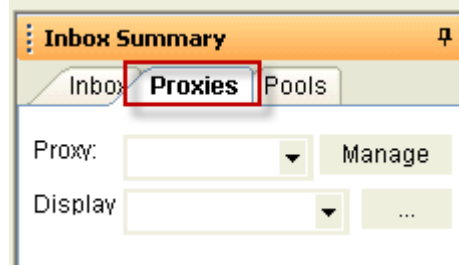 Inbox Summary
Inbox Proxies Pools
Proxy: Manage
Display ...